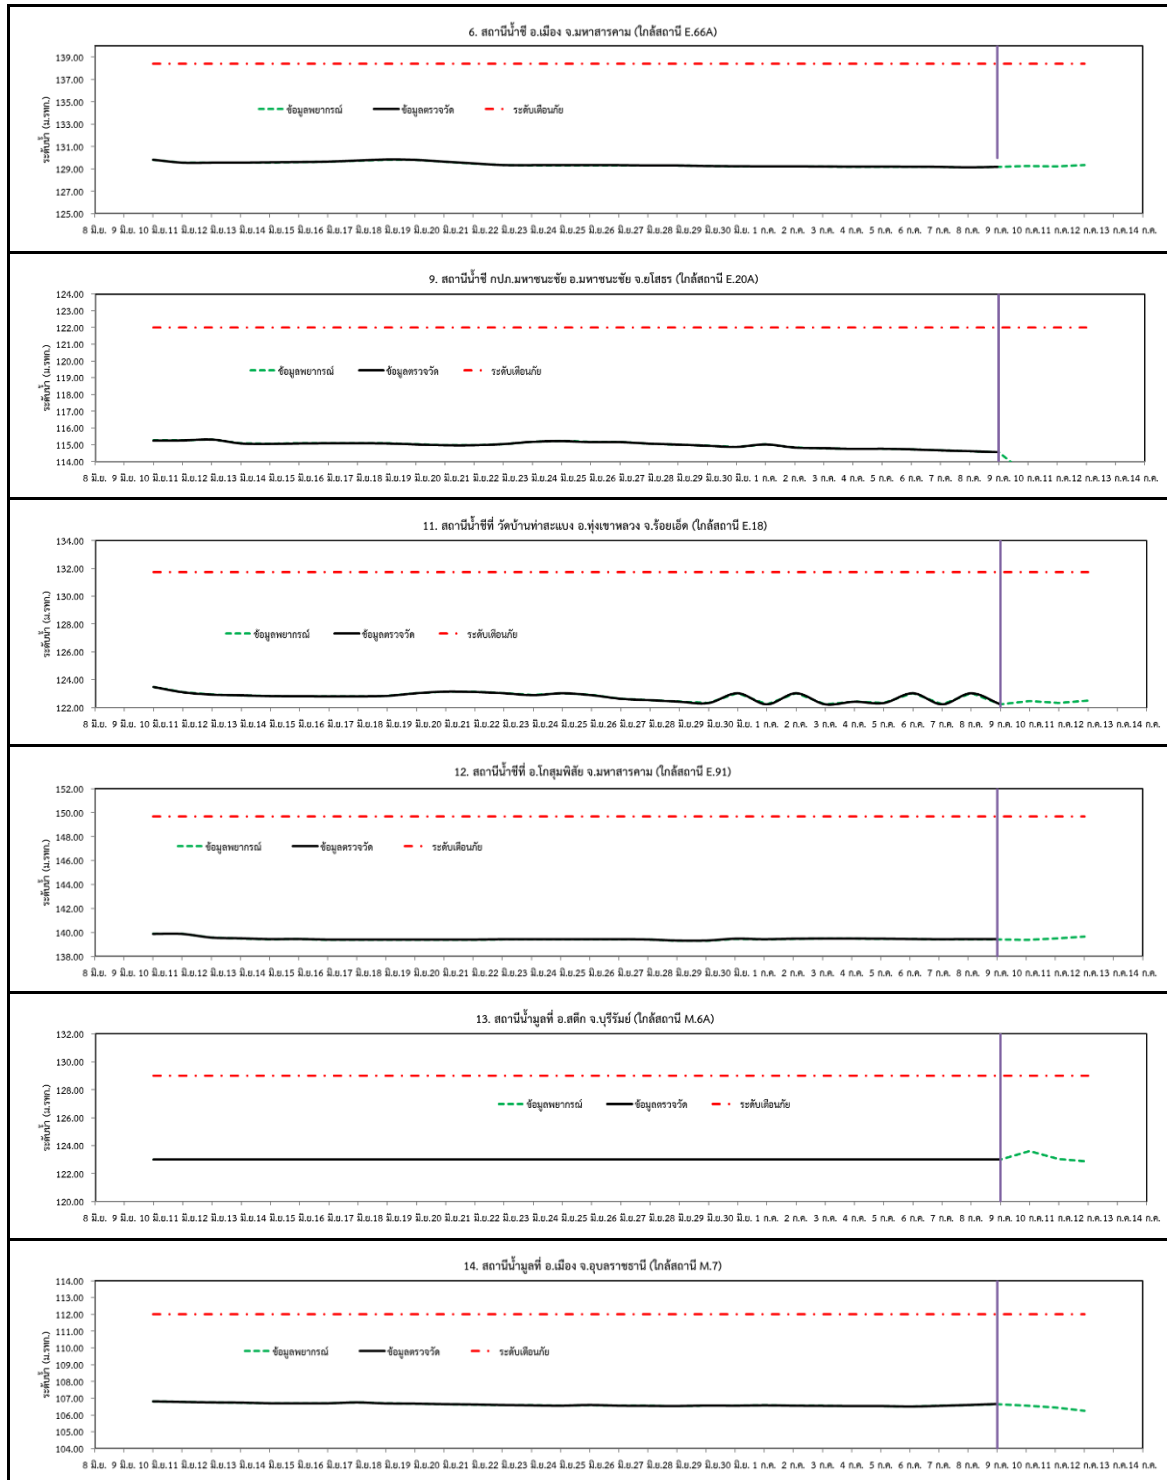 6. สถานีน้ำชี อ.เมือง จ.มหาสารคาม (ใกล้สถานี E.66A)
ระดับน้ำ (ม.รทก.)
139.00
137.00
135.00
133.00
131.00
129.00
127.00
125.00
ข้อมูลพยากรณ์ ข้อมูลตรวจวัด ระดับเตือนภัย
8 มิ.ย. 9 มิ.ย. 10 มิ.ย. 11 มิ.ย. 12 มิ.ย. 13 มิ.ย. 14 มิ.ย. 15 มิ.ย. 16 มิ.ย. 17 มิ.ย. 18 มิ.ย. 19 มิ.ย. 20 มิ.ย. 21 มิ.ย. 22 มิ.ย. 23 มิ.ย. 24 มิ.ย. 25 มิ.ย. 26 มิ.ย. 27 มิ.ย. 28 มิ.ย. 29 มิ.ย. 30 มิ.ย. 1 ก.ค. 2 ก.ค. 3 ก.ค. 4 ก.ค. 5 ก.ค. 6 ก.ค. 7 ก.ค. 8 ก.ค. 9 ก.ค. 10 ก.ค. 11 ก.ค. 12 ก.ค. 13 ก.ค. 14 ก.ค.
9. สถานีน้ำชี กปภ.มหาชนะชัย อ.มหาชนะชัย จ.ยโสธร (ใกล้สถานี E.20A)
ระดับน้ำ (ม.รทก.)
124.00
123.00
122.00
121.00
120.00
119.00
118.00
117.00
116.00
115.00
114.00
ข้อมูลพยากรณ์ ข้อมูลตรวจวัด ระดับเตือนภัย
8 มิ.ย. 9 มิ.ย. 10 มิ.ย. 11 มิ.ย. 12 มิ.ย. 13 มิ.ย. 14 มิ.ย. 15 มิ.ย. 16 มิ.ย. 17 มิ.ย. 18 มิ.ย. 19 มิ.ย. 20 มิ.ย. 21 มิ.ย. 22 มิ.ย. 23 มิ.ย. 24 มิ.ย. 25 มิ.ย. 26 มิ.ย. 27 มิ.ย. 28 มิ.ย. 29 มิ.ย. 30 มิ.ย. 1 ก.ค. 2 ก.ค. 3 ก.ค. 4 ก.ค. 5 ก.ค. 6 ก.ค. 7 ก.ค. 8 ก.ค. 9 ก.ค. 10 ก.ค. 11 ก.ค. 12 ก.ค. 13 ก.ค. 14 ก.ค.
11. สถานีน้ำชีที่ วัดบ้านท่าสะแบง อ.ทุ่งเขาหลวง จ.ร้อยเอ็ด (ใกล้สถานี E.18)
ระดับน้ำ (ม.รทก.)
134.00
132.00
130.00
128.00
126.00
124.00
122.00
ข้อมูลพยากรณ์ ข้อมูลตรวจวัด ระดับเตือนภัย
8 มิ.ย. 9 มิ.ย. 10 มิ.ย. 11 มิ.ย. 12 มิ.ย. 13 มิ.ย. 14 มิ.ย. 15 มิ.ย. 16 มิ.ย. 17 มิ.ย. 18 มิ.ย. 19 มิ.ย. 20 มิ.ย. 21 มิ.ย. 22 มิ.ย. 23 มิ.ย. 24 มิ.ย. 25 มิ.ย. 26 มิ.ย. 27 มิ.ย. 28 มิ.ย. 29 มิ.ย. 30 มิ.ย. 1 ก.ค. 2 ก.ค. 3 ก.ค. 4 ก.ค. 5 ก.ค. 6 ก.ค. 7 ก.ค. 8 ก.ค. 9 ก.ค. 10 ก.ค. 11 ก.ค. 12 ก.ค. 13 ก.ค. 14 ก.ค.
12. สถานีน้ำชีที่ อ.โกสุมพิสัย จ.มหาสารคาม (ใกล้สถานี E.91)
ระดับน้ำ (ม.รทก.)
152.00
150.00
148.00
146.00
144.00
142.00
140.00
138.00
ข้อมูลพยากรณ์ ข้อมูลตรวจวัด ระดับเตือนภัย
8 มิ.ย. 9 มิ.ย. 10 มิ.ย. 11 มิ.ย. 12 มิ.ย. 13 มิ.ย. 14 มิ.ย. 15 มิ.ย. 16 มิ.ย. 17 มิ.ย. 18 มิ.ย. 19 มิ.ย. 20 มิ.ย. 21 มิ.ย. 22 มิ.ย. 23 มิ.ย. 24 มิ.ย. 25 มิ.ย. 26 มิ.ย. 27 มิ.ย. 28 มิ.ย. 29 มิ.ย. 30 มิ.ย. 1 ก.ค. 2 ก.ค. 3 ก.ค. 4 ก.ค. 5 ก.ค. 6 ก.ค. 7 ก.ค. 8 ก.ค. 9 ก.ค. 10 ก.ค. 11 ก.ค. 12 ก.ค. 13 ก.ค. 14 ก.ค.
13. สถานีน้ำมูลที่ อ.สตึก จ.บุรีรัมย์ (ใกล้สถานี M.6A)
ระดับน้ำ (ม.รทก.)
132.00
130.00
128.00
126.00
124.00
122.00
120.00
ข้อมูลพยากรณ์ ข้อมูลตรวจวัด ระดับเตือนภัย
8 มิ.ย. 9 มิ.ย. 10 มิ.ย. 11 มิ.ย. 12 มิ.ย. 13 มิ.ย. 14 มิ.ย. 15 มิ.ย. 16 มิ.ย. 17 มิ.ย. 18 มิ.ย. 19 มิ.ย. 20 มิ.ย. 21 มิ.ย. 22 มิ.ย. 23 มิ.ย. 24 มิ.ย. 25 มิ.ย. 26 มิ.ย. 27 มิ.ย. 28 มิ.ย. 29 มิ.ย. 30 มิ.ย. 1 ก.ค. 2 ก.ค. 3 ก.ค. 4 ก.ค. 5 ก.ค. 6 ก.ค. 7 ก.ค. 8 ก.ค. 9 ก.ค. 10 ก.ค. 11 ก.ค. 12 ก.ค. 13 ก.ค. 14 ก.ค.
14. สถานีน้ำมูลที่ อ.เมือง จ.อุบลราชธานี (ใกล้สถานี M.7)
ระดับน้ำ (ม.รทก.)
114.00
113.00
112.00
111.00
110.00
109.00
108.00
107.00
106.00
105.00
104.00
ข้อมูลพยากรณ์ ข้อมูลตรวจวัด ระดับเตือนภัย
8 มิ.ย. 9 มิ.ย. 10 มิ.ย. 11 มิ.ย. 12 มิ.ย. 13 มิ.ย. 14 มิ.ย. 15 มิ.ย. 16 มิ.ย. 17 มิ.ย. 18 มิ.ย. 19 มิ.ย. 20 มิ.ย. 21 มิ.ย. 22 มิ.ย. 23 มิ.ย. 24 มิ.ย. 25 มิ.ย. 26 มิ.ย. 27 มิ.ย. 28 มิ.ย. 29 มิ.ย. 30 มิ.ย. 1 ก.ค. 2 ก.ค. 3 ก.ค. 4 ก.ค. 5 ก.ค. 6 ก.ค. 7 ก.ค. 8 ก.ค. 9 ก.ค. 10 ก.ค. 11 ก.ค. 12 ก.ค. 13 ก.ค. 14 ก.ค.